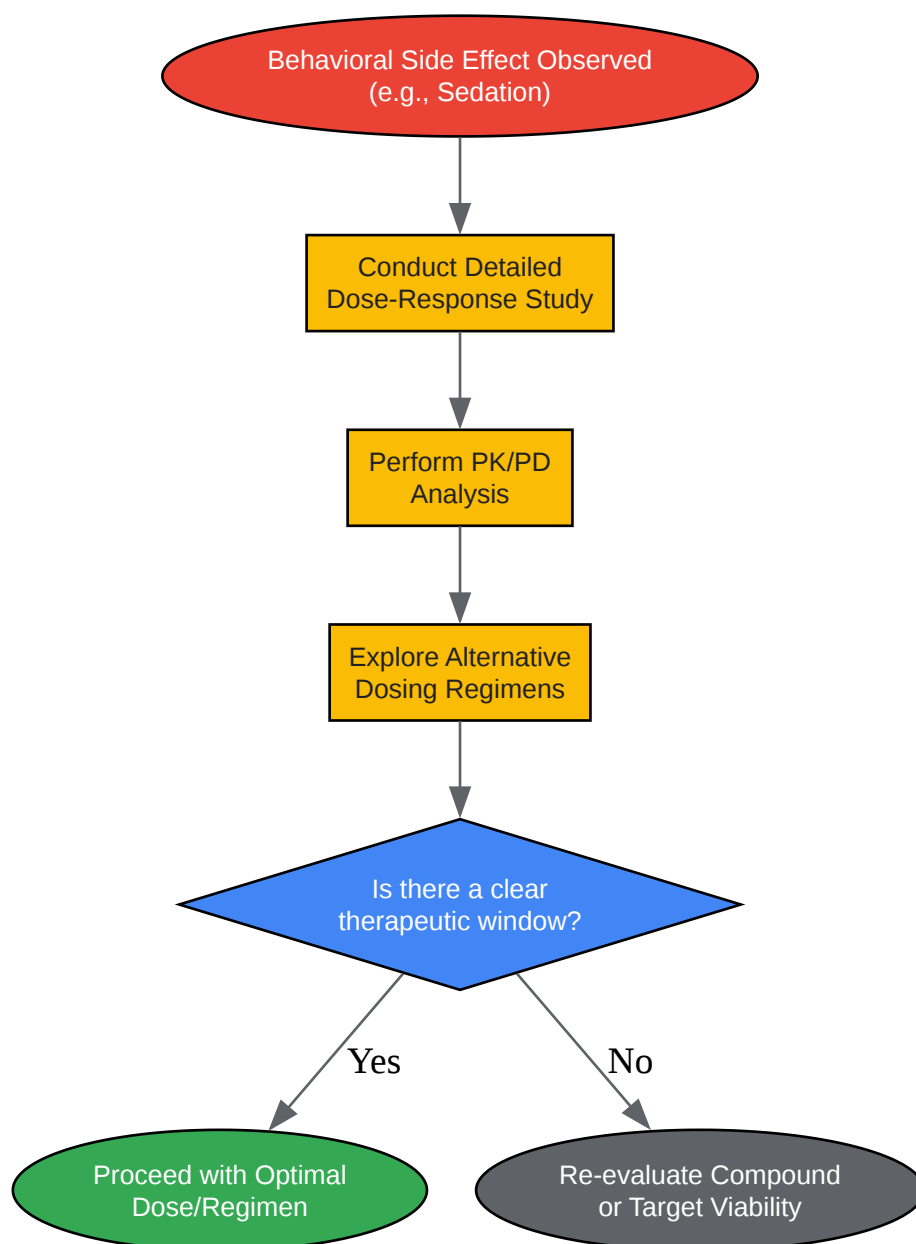 Behavioral Side Effect Observed
(e.g., Sedation)
Conduct Detailed
Dose-Response Study
Perform PK/PD
Analysis
Explore Alternative
Dosing Regimens
Is there a clear
therapeutic window?
Yes
No
Proceed with Optimal
Dose/Regimen
Re-evaluate Compound
or Target Viability